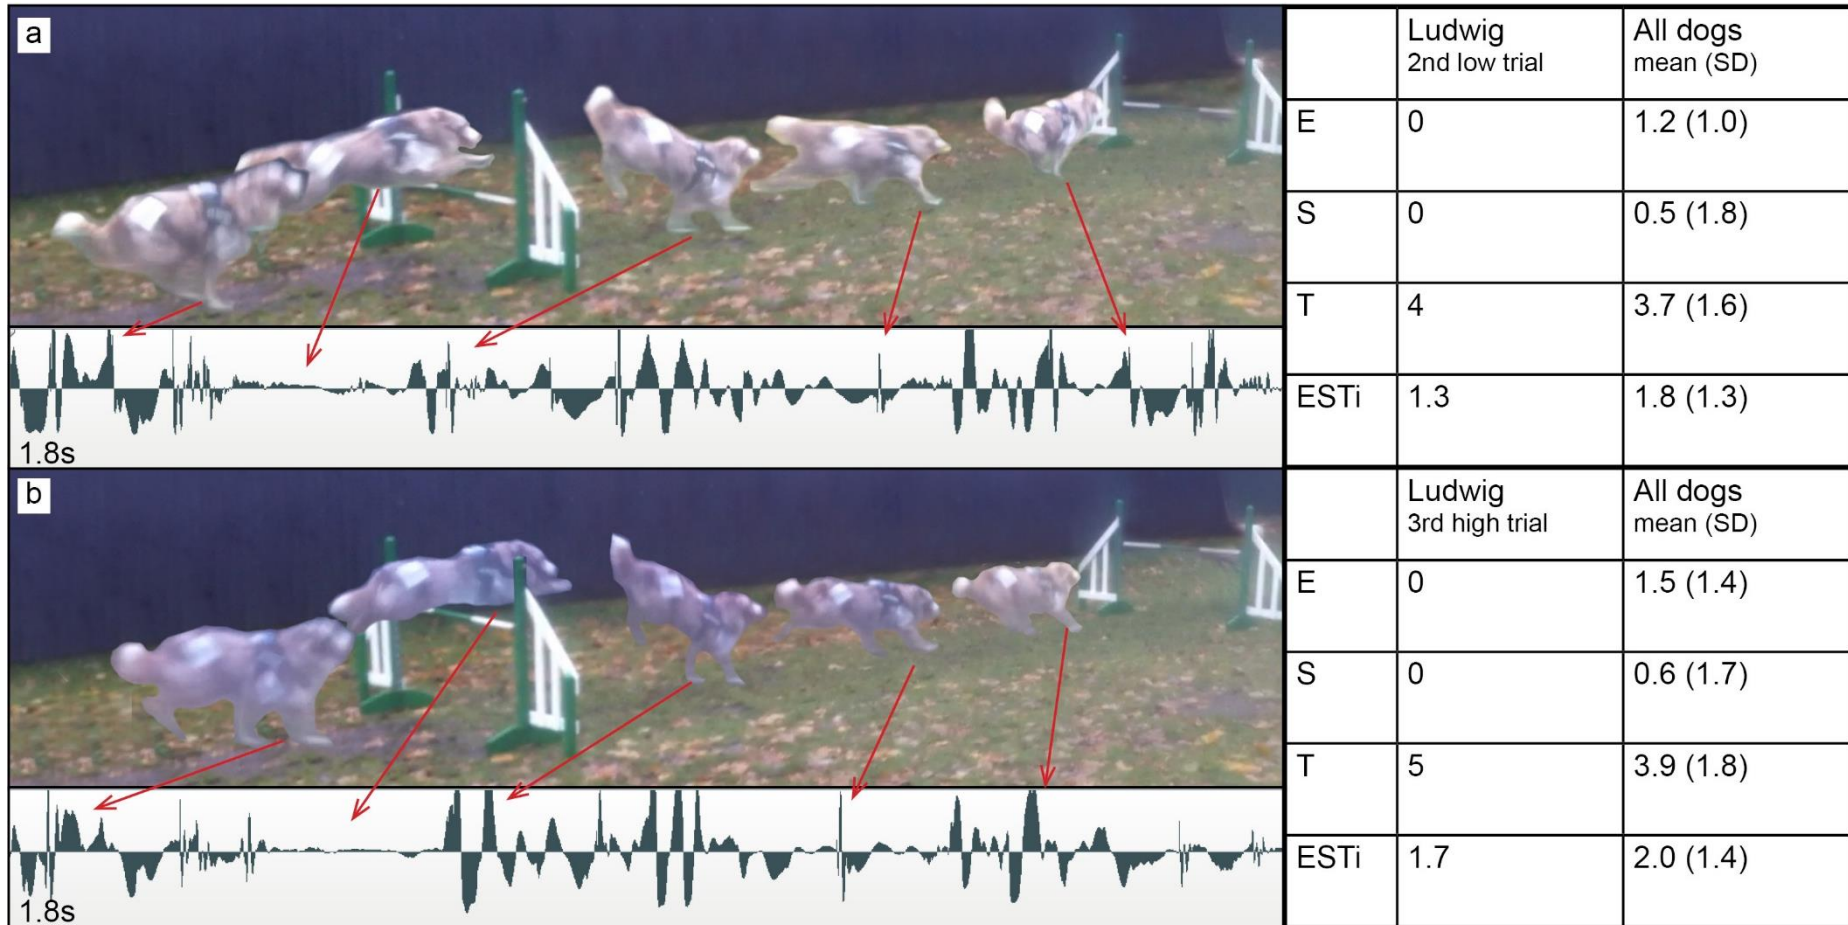 a
1.8s
Ludwig All dogs
2nd low trial mean (SD)
E 0 1.2 (1.0)
S 0 0.5 (1.8)
T 4 3.7 (1.6)
ESTi 1.3 1.8 (1.3)
b
1.8s
Ludwig All dogs
3rd high trial mean (SD)
E 0 1.5 (1.4)
S 0 0.6 (1.7)
T 5 3.9 (1.8)
ESTi 1.7 2.0 (1.4)